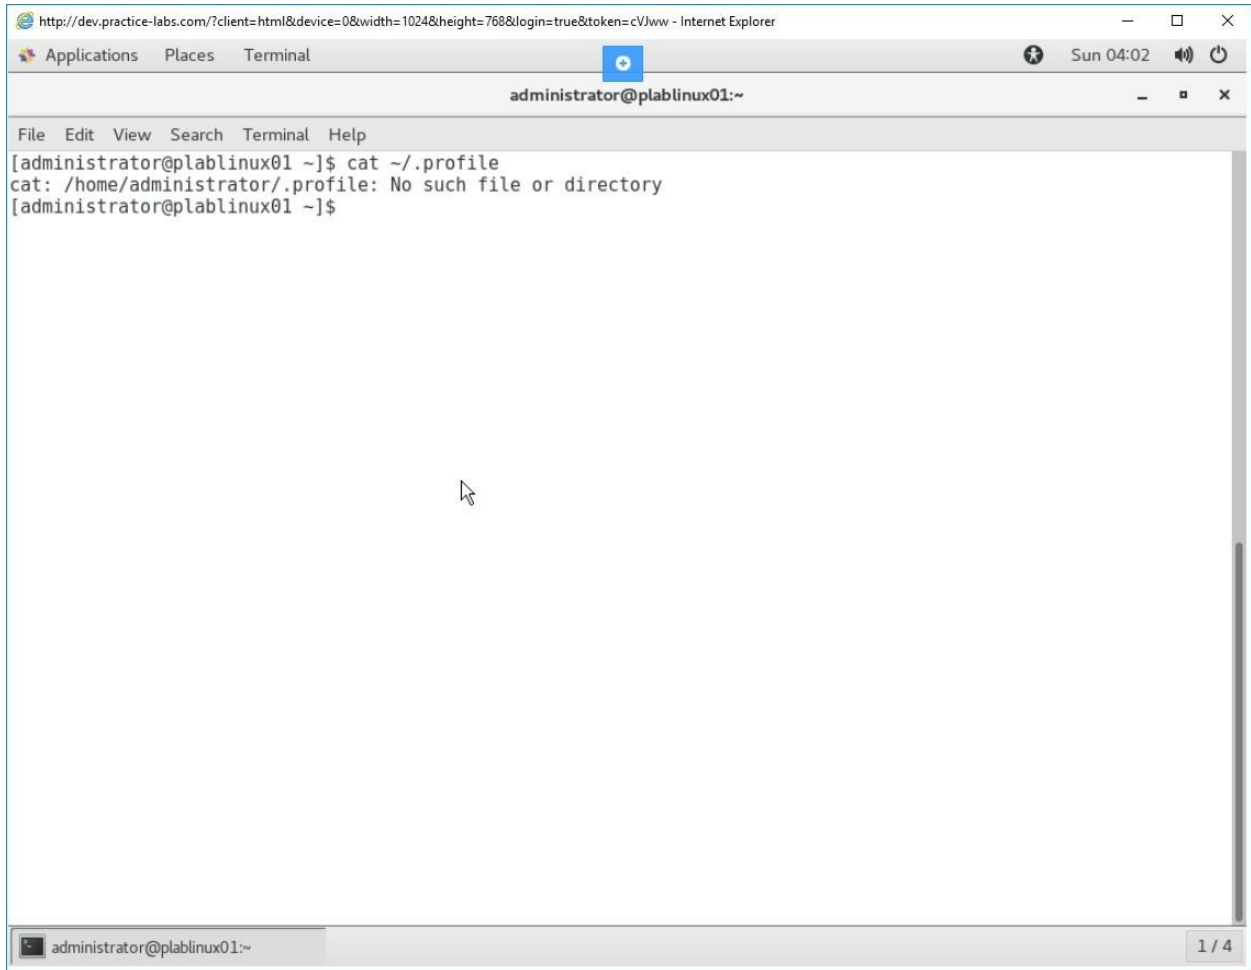 http://dev.practice-labs.com/?client=html&device=0&width=1024&height=768&login=true&token=cVJww - Internet Explorer
Applications Places Terminal Sun 04:02
administrator@plablinux01:~
File Edit View Search Terminal Help
[administrator@plablinux01 ~]$ cat ~/.profile
cat: /home/administrator/.profile: No such file or directory
[administrator@plablinux01 ~]$
administrator@plablinux01:~ 1 / 4